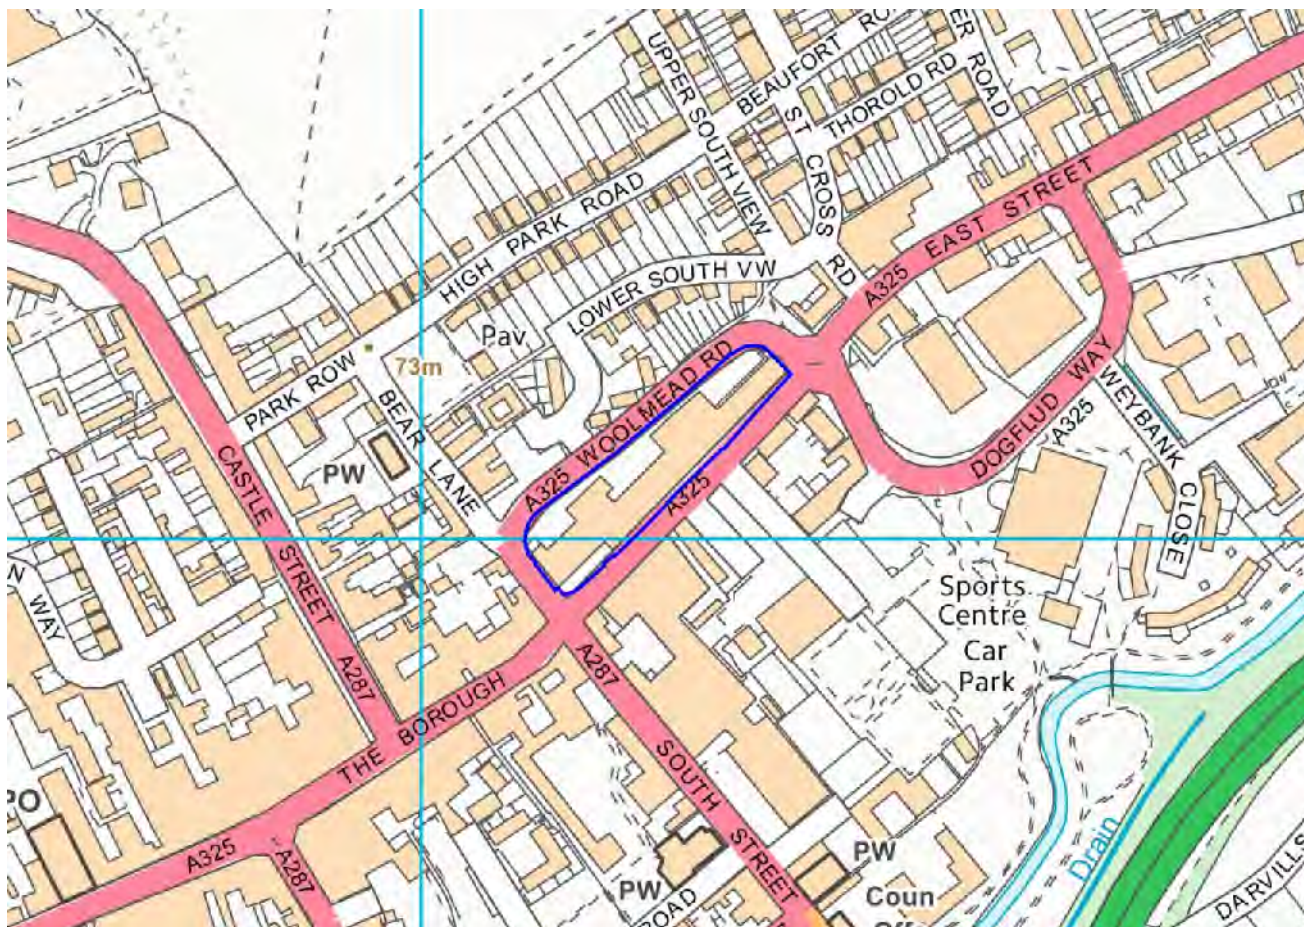 UPPER SOUTH VIEW
BEAUFORT RO
ER ROAD
THOROLD RD
ST CROSS RD
HIGH PARK ROAD
A325 EAST STREET
LOWER SOUTH VW
Pav
73m
PARK ROW
A325 WOOLMEAD RD
BEAR LANE
DOGFLUD WAY
A325
WEYBANK CLOSE
PW
CASTLE STREET
A325
N WAY
Sports
Centre
Car
Park
A287
A287
THE BOROUGH
SOUTH STREET
PO
A325
A287
Drain
PW
PW
Coun
ROAD
DARVILLS